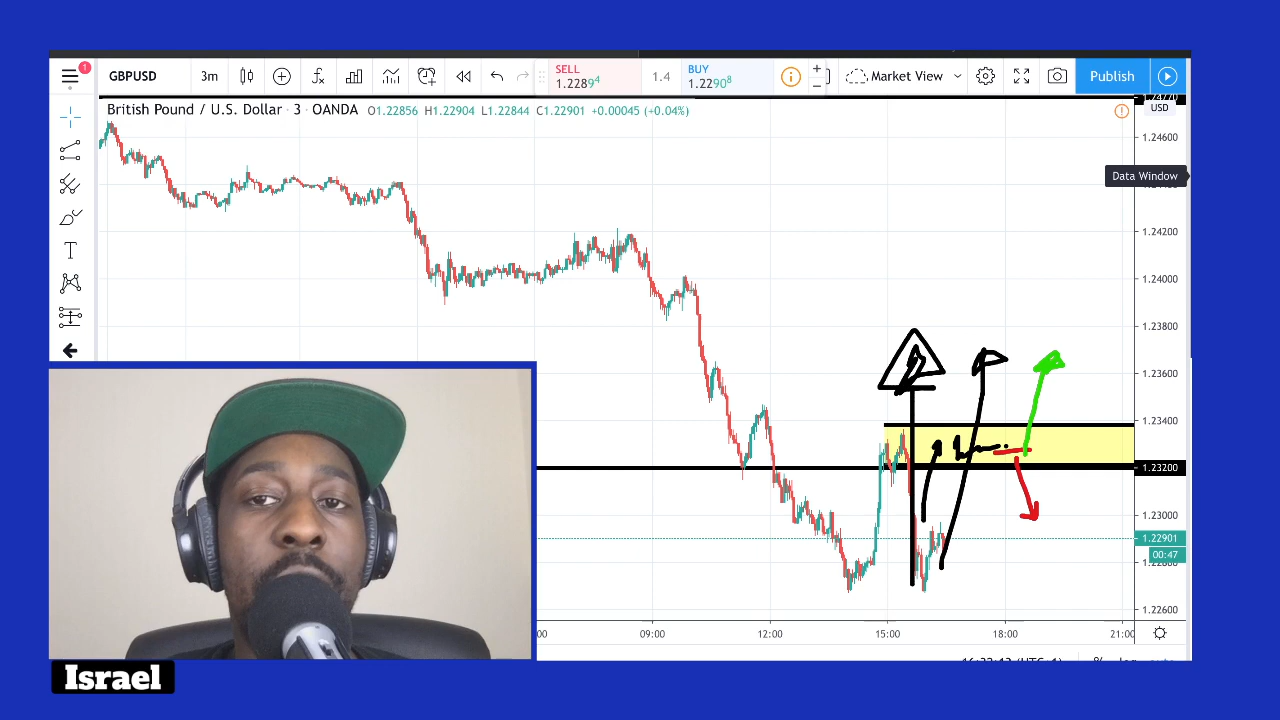 1
GBPUSD
3m
SELL
1.22894
1.4
BUY
1.22908
Market View
Publish
British Pound / U.S. Dollar · 3 · OANDA O1.22856 H1.22904 L1.22844 C1.22901 +0.00045 (+0.04%)
USD
1.24600
Data Window
1.24200
1.24000
1.23800
1.23600
1.23400
1.23200
1.23000
1.22901
00:47
1.22600
09:00 12:00 15:00 18:00
Israel